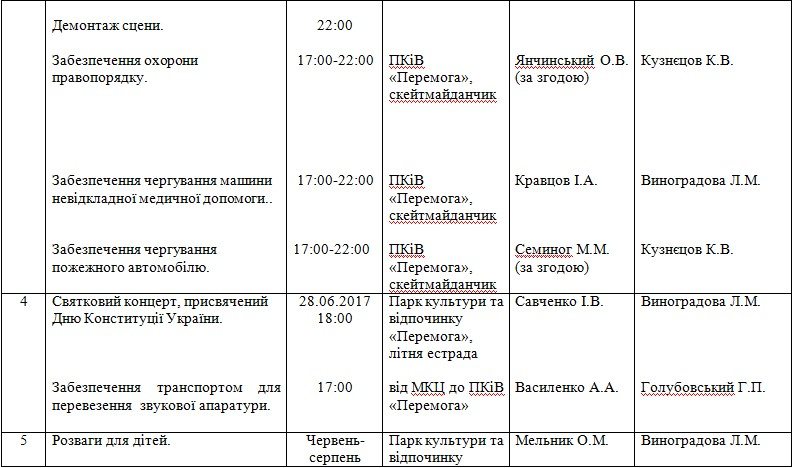 Демонтаж сцени.
22:00
Забезпечення охорони
правопорядку.
17:00-22:00
ПКіВ
«Перемога»,
скейтмайданчик
Янчинський О.В.
(за згодою)
Кузнєцов К.В.
Забезпечення чергування машини
невідкладної медичної допомоги..
17:00-22:00
ПКіВ
«Перемога»,
скейтмайданчик
Кравцов І.А.
Виноградова Л.М.
Забезпечення чергування
пожежного автомобілю.
17:00-22:00
ПКіВ
«Перемога»,
скейтмайданчик
Семиног М.М.
(за згодою)
Кузнєцов К.В.
4
Святковий концерт, присвячений
Дню Конституції України.
28.06.2017
18:00
Парк культури та
відпочинку
«Перемога»,
літня естрада
Савченко І.В.
Виноградова Л.М.
Забезпечення транспортом для
перевезення звукової апаратури.
17:00
від МКЦ до ПКіВ
«Перемога»
Василенко А.А.
Голубовський Г.П.
5
Розваги для дітей.
Червень-
серпень
Парк культури та
відпочинку
Мельник О.М.
Виноградова Л.М.